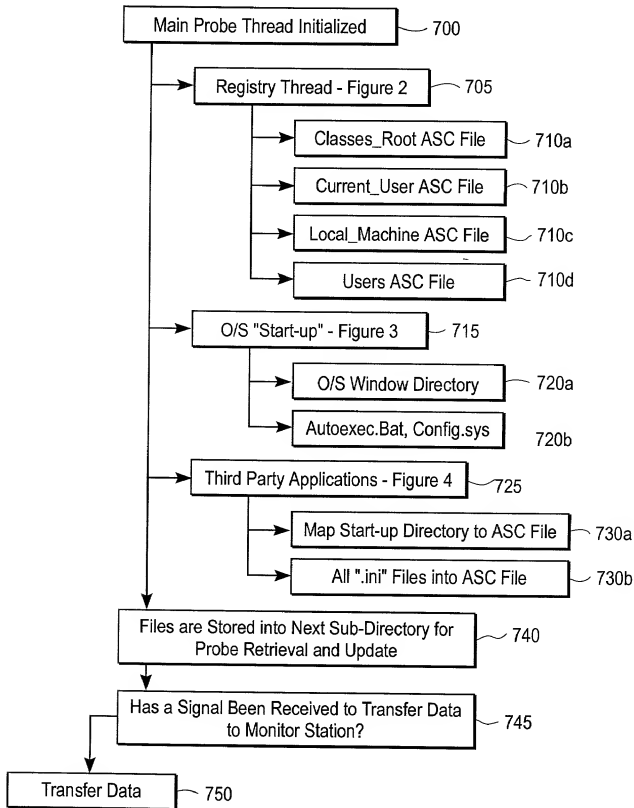 Main Probe Thread Initialized
700
Registry Thread - Figure 2
705
Classes_Root ASC File
710a
Current_User ASC File
710b
Local_Machine ASC File
710c
Users ASC File
710d
O/S "Start-up" - Figure 3
715
O/S Window Directory
720a
Autoexec.Bat, Config.sys
720b
Third Party Applications - Figure 4
725
Map Start-up Directory to ASC File
730a
All ".ini" Files into ASC File
730b
Files are Stored into Next Sub-Directory for
Probe Retrieval and Update
740
Has a Signal Been Received to Transfer Data
to Monitor Station?
745
Transfer Data
750